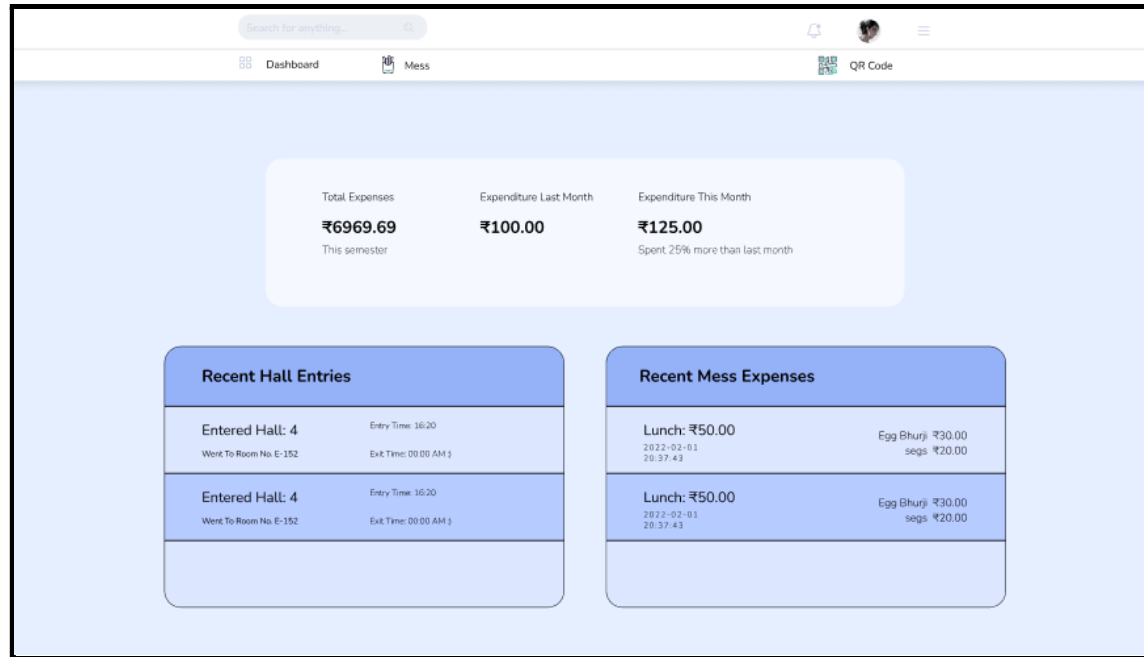 Search for anything...
Dashboard
Mess
QR Code
Total Expenses
₹6969.69
This semester
Expenditure Last Month
₹100.00
Expenditure This Month
₹125.00
Spent 25% more than last month
Recent Hall Entries
Entered Hall: 4
Entry Time: 16:20
Went To Room No. E-152
Exit Time: 00:00 AM :)
Entered Hall: 4
Entry Time: 16:20
Went To Room No. E-152
Exit Time: 00:00 AM :)
Recent Mess Expenses
Lunch: ₹50.00
2022-02-01
20:37:43
Egg Bhurji ₹30.00
segs ₹20.00
Lunch: ₹50.00
2022-02-01
20:37:43
Egg Bhurji ₹30.00
segs ₹20.00